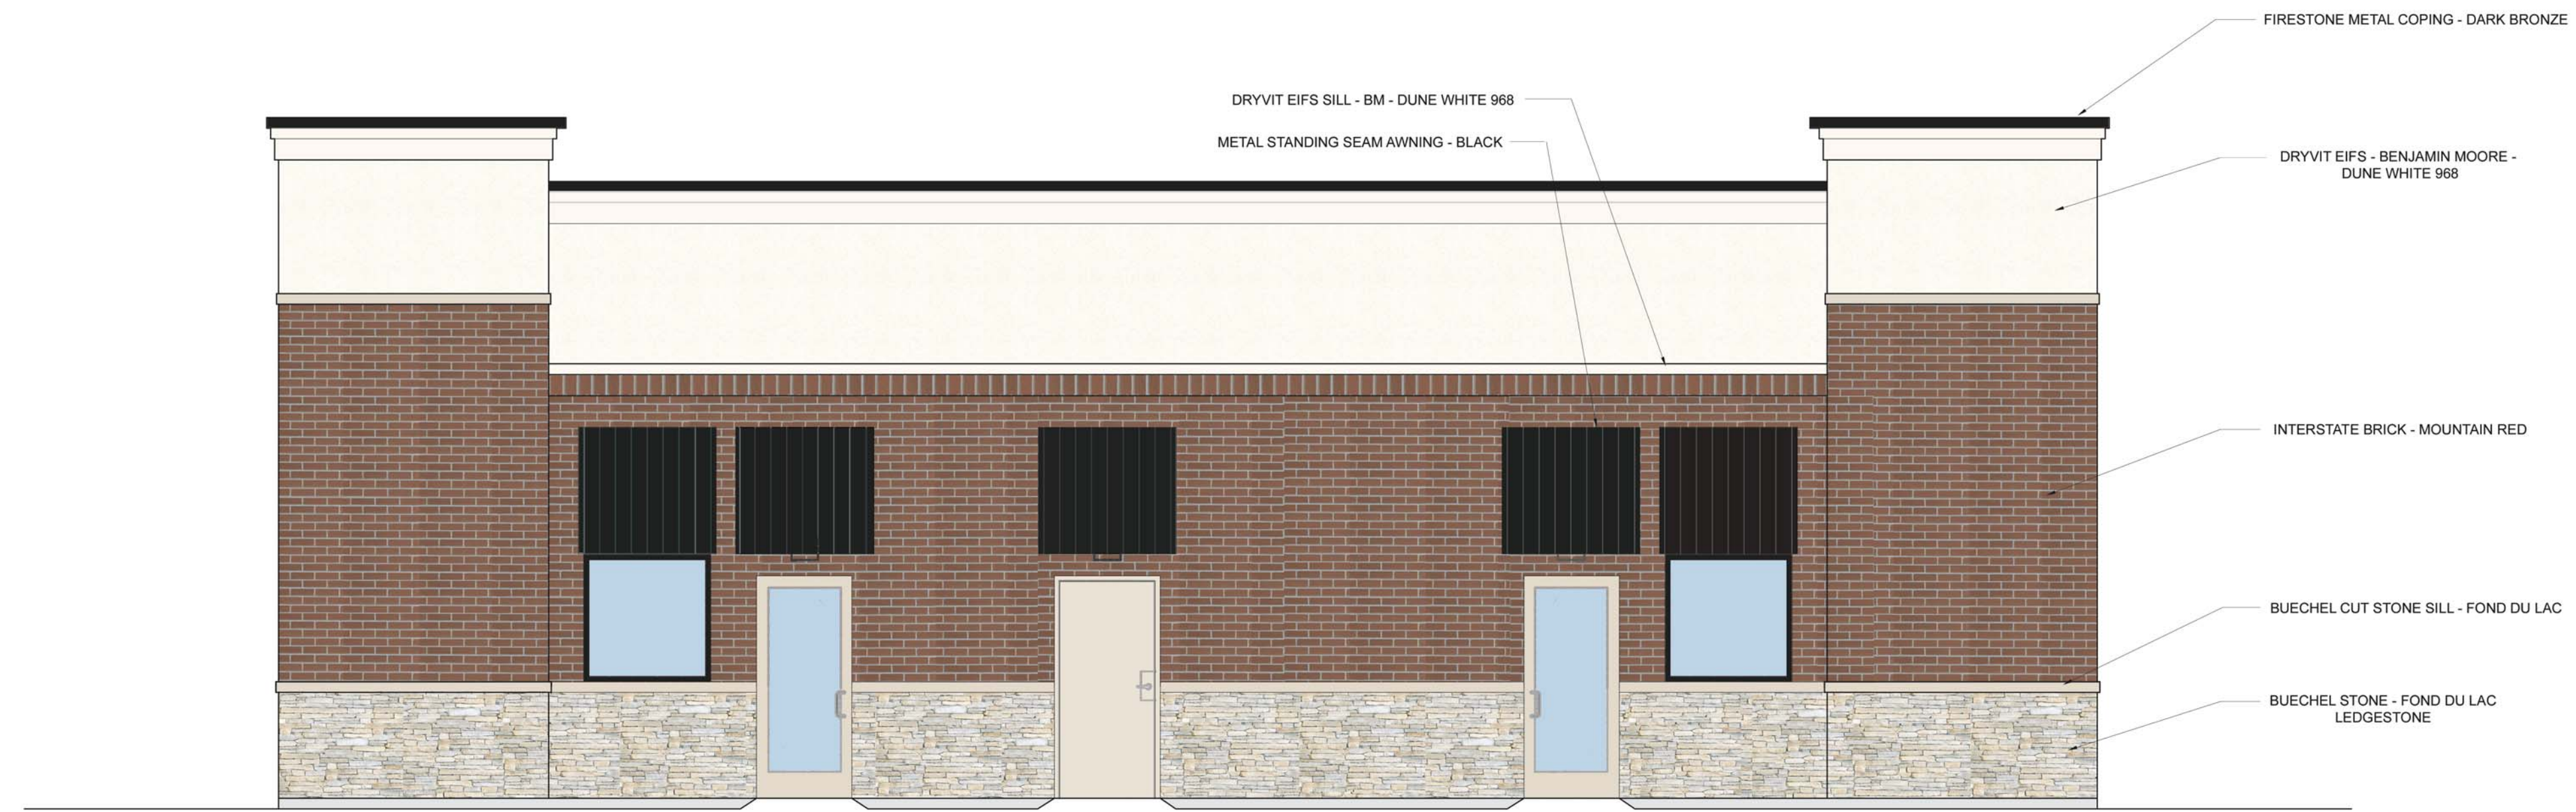 FIRESTONE METAL COPING - DARK BRONZE
DRYVIT EIFS SILL - BM - DUNE WHITE 968
METAL STANDING SEAM AWNING - BLACK
DRYVIT EIFS - BENJAMIN MOORE -
DUNE WHITE 968
INTERSTATE BRICK - MOUNTAIN RED
BUECHEL CUT STONE SILL - FOND DU LAC
BUECHEL STONE - FOND DU LAC
LEDGESTONE